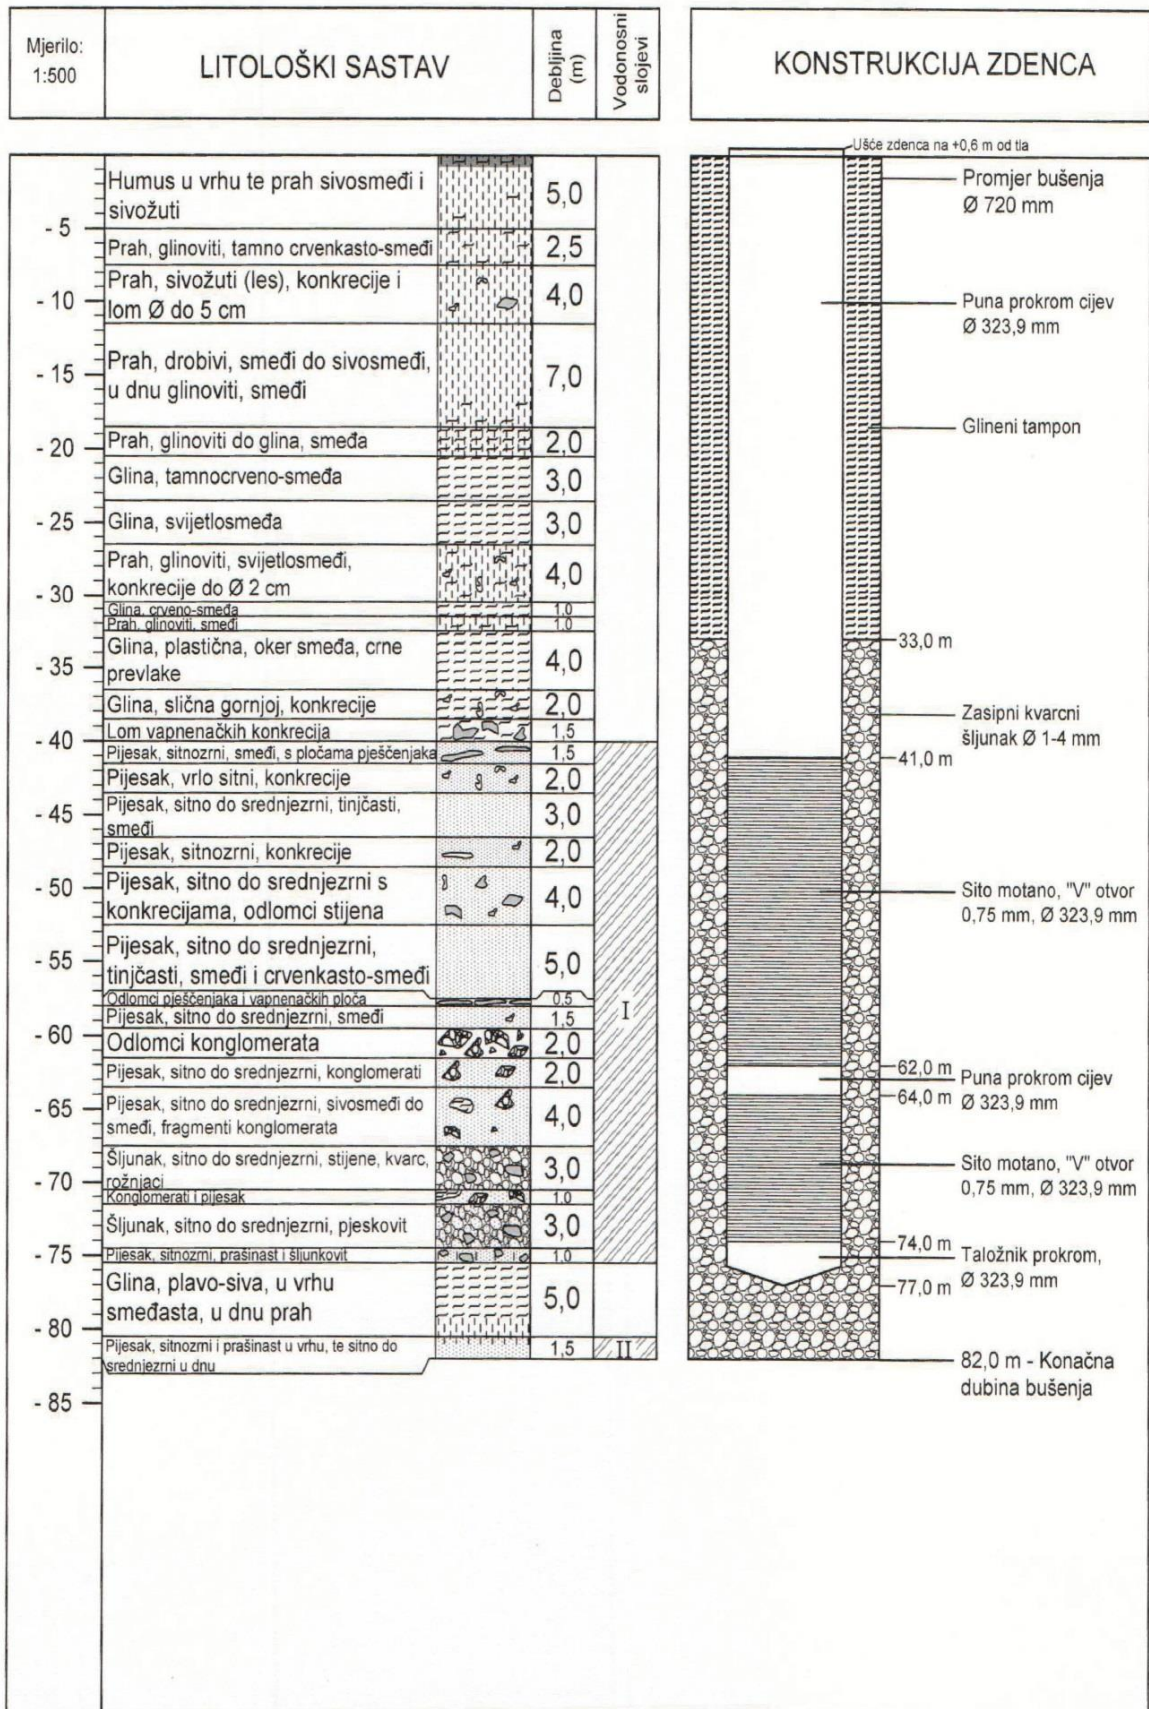 Mjerilo:
1:500
LITOLOŠKI SASTAV
Debljina
(m)
Vodonosni
slojevi
KONSTRUKCIJA ZDENCA
Humus u vrhu te prah sivosmeđi i
sivožuti
5,0
- 5
Prah, glinoviti, tamno crvenkasto-smeđi
2,5
Prah, sivožuti (les), konkrecije i
lom Ø do 5 cm
4,0
- 10
Prah, drobivi, smeđi do sivosmeđi,
u dnu glinoviti, smeđi
7,0
- 15
Prah, glinoviti do glina, smeđa
2,0
- 20
Glina, tamnocrveno-smeđa
3,0
Glina, svijetlosmeđa
3,0
- 25
Prah, glinoviti, svijetlosmeđi,
konkrecije do Ø 2 cm
4,0
- 30
Glina, crveno-smeđa
1,0
Prah, glinoviti, smeđi
1,0
Glina, plastična, oker smeđa, crne
prevlake
4,0
- 35
Glina, slična gornjoj, konkrecije
2,0
Lom vapnenačkih konkrecija
1,5
- 40
Pijesak, sitnozrni, smeđi, s pločama pješčenjaka
1,5
Pijesak, vrlo sitni, konkrecije
2,0
Pijesak, sitno do srednjezrni, tinjčasti,
smeđi
3,0
- 45
Pijesak, sitnozrni, konkrecije
2,0
Pijesak, sitno do srednjezrni s
konkrecijama, odlomci stijena
4,0
- 50
Pijesak, sitno do srednjezrni,
tinjčasti, smeđi i crvenkasto-smeđi
5,0
- 55
Odlomci pješčenjaka i vapnenačkih ploča
0,5
Pijesak, sitno do srednjezrni, smeđi
1,5
I
- 60
Odlomci konglomerata
2,0
Pijesak, sitno do srednjezrni, konglomerati
2,0
Pijesak, sitno do srednjezrni, sivosmeđi do
smeđi, fragmenti konglomerata
4,0
- 65
Šljunak, sitno do srednjezrni, stijene, kvarc,
rožnjaci
3,0
- 70
Konglomerati i pijesak
1,0
Šljunak, sitno do srednjezrni, pjeskovit
3,0
- 75
Pijesak, sitnozrni, prašinast i šljunkovit
1,0
Glina, plavo-siva, u vrhu
smeđasta, u dnu prah
5,0
- 80
Pijesak, sitnozrni i prašinast u vrhu, te sitno do
srednjezrni u dnu
1,5
II
- 85
Ušće zdenca na +0,6 m od tla
Promjer bušenja
Ø 720 mm
Puna prokrom cijev
Ø 323,9 mm
Glineni tampon
33,0 m
Zasipni kvarcni
šljunak Ø 1-4 mm
41,0 m
Sito motano, "V" otvor
0,75 mm, Ø 323,9 mm
62,0 m
Puna prokrom cijev
Ø 323,9 mm
64,0 m
Sito motano, "V" otvor
0,75 mm, Ø 323,9 mm
74,0 m
Taložnik prokrom,
Ø 323,9 mm
77,0 m
82,0 m - Konačna
dubina bušenja